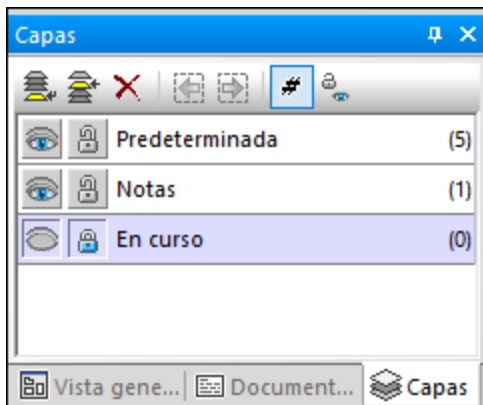 Capas
Predeterminada (5)
Notas (1)
En curso (0)
Vista gene... Document... Capas